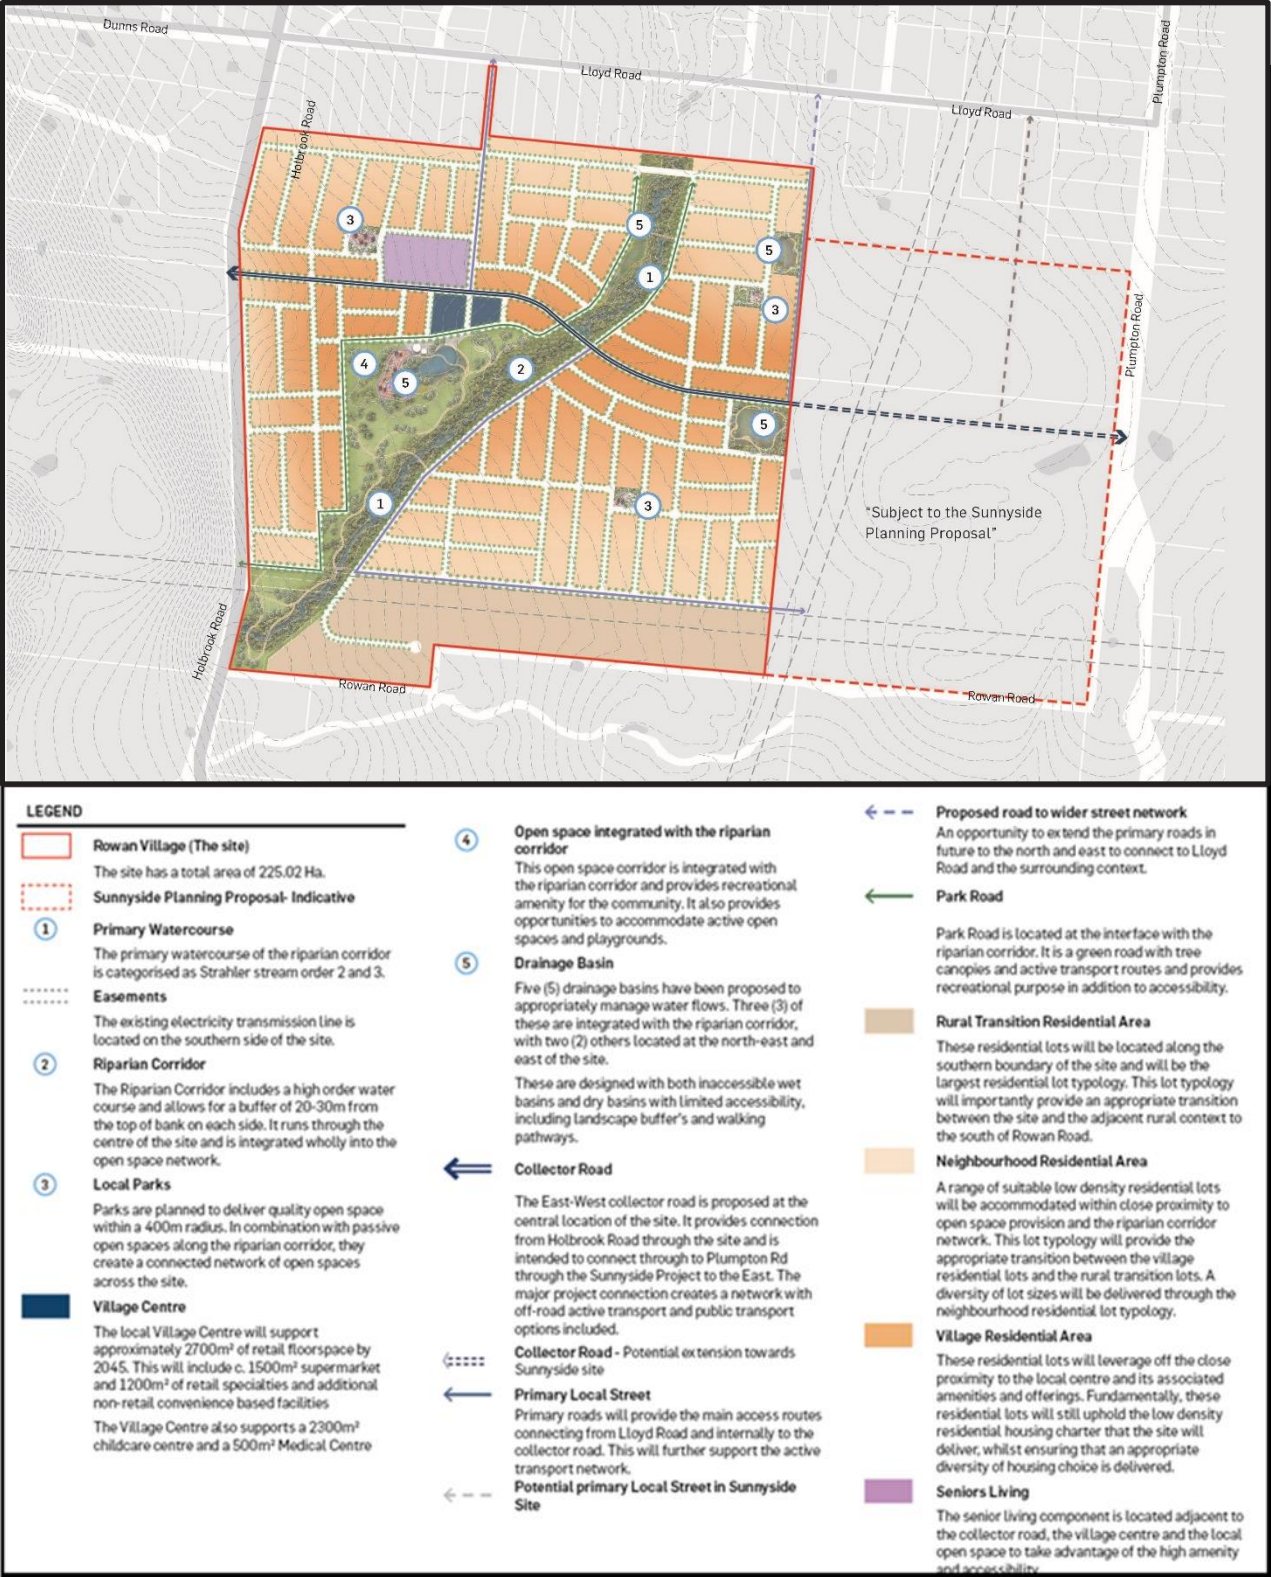 Dunns Road
Lloyd Road
Lloyd Road
Plumpton Road
Holbrook Road
3
5
5
1
3
Plumpton Road
4
5
2
5
1
3
"Subject to the Sunnyside
Planning Proposal"
Holbrook Road
Rowan Road
Rowan Road
LEGEND
Rowan Village (The site)
The site has a total area of 225.02 Ha.
Sunnyside Planning Proposal- Indicative
1
Primary Watercourse
The primary watercourse of the riparian corridor
is categorised as Strahler stream order 2 and 3.
Easements
The existing electricity transmission line is
located on the southern side of the site.
2
Riparian Corridor
The Riparian Corridor includes a high order water
course and allows for a buffer of 20-30m from
the top of bank on each side. It runs through the
centre of the site and is integrated wholly into the
open space network.
3
Local Parks
Parks are planned to deliver quality open space
within a 400m radius. In combination with passive
open spaces along the riparian corridor, they
create a connected network of open spaces
across the site.
Village Centre
The local Village Centre will support
approximately 2700m² of retail floorspace by
2045. This will include c. 1500m² supermarket
and 1200m² of retail specialties and additional
non-retail convenience based facilities
The Village Centre also supports a 2300m²
childcare centre and a 500m² Medical Centre
4
Open space integrated with the riparian
corridor
This open space corridor is integrated with
the riparian corridor and provides recreational
amenity for the community. It also provides
opportunities to accommodate active open
spaces and playgrounds.
5
Drainage Basin
Five (5) drainage basins have been proposed to
appropriately manage water flows. Three (3) of
these are integrated with the riparian corridor,
with two (2) others located at the north-east and
east of the site.
These are designed with both inaccessible wet
basins and dry basins with limited accessibility,
including landscape buffer's and walking
pathways.
Collector Road
The East-West collector road is proposed at the
central location of the site. It provides connection
from Holbrook Road through the site and is
intended to connect through to Plumpton Rd
through the Sunnyside Project to the East. The
major project connection creates a network with
off-road active transport and public transport
options included.
Collector Road - Potential extension towards
Sunnyside site
Primary Local Street
Primary roads will provide the main access routes
connecting from Lloyd Road and internally to the
collector road. This will further support the active
transport network.
Potential primary Local Street in Sunnyside
Site
Proposed road to wider street network
An opportunity to extend the primary roads in
future to the north and east to connect to Lloyd
Road and the surrounding context.
Park Road
Park Road is located at the interface with the
riparian corridor. It is a green road with tree
canopies and active transport routes and provides
recreational purpose in addition to accessibility.
Rural Transition Residential Area
These residential lots will be located along the
southern boundary of the site and will be the
largest residential lot typology. This lot typology
will importantly provide an appropriate transition
between the site and the adjacent rural context to
the south of Rowan Road.
Neighbourhood Residential Area
A range of suitable low density residential lots
will be accommodated within close proximity to
open space provision and the riparian corridor
network. This lot typology will provide the
appropriate transition between the village
residential lots and the rural transition lots. A
diversity of lot sizes will be delivered through the
neighbourhood residential lot typology.
Village Residential Area
These residential lots will leverage off the close
proximity to the local centre and its associated
amenities and offerings. Fundamentally, these
residential lots will still uphold the low density
residential housing charter that the site will
deliver, whilst ensuring that an appropriate
diversity of housing choice is delivered.
Seniors Living
The senior living component is located adjacent to
the collector road, the village centre and the local
open space to take advantage of the high amenity
and accessibility.